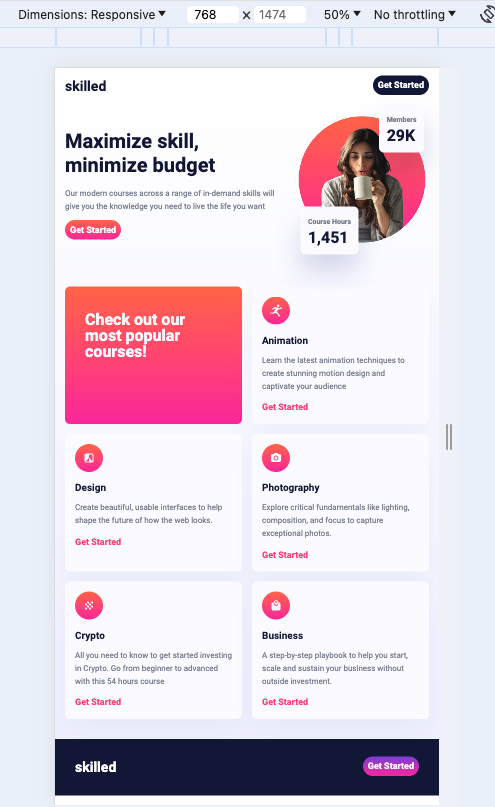 Dimensions: Responsive ▼ 768 × 1474 50% ▼ No throttling ▼
skilled
Get Started
Maximize skill,
minimize budget
Our modern courses across a range of in-demand skills will
give you the knowledge you need to live the life you want
Get Started
Members
29K
Course Hours
1,451
Check out our
most popular
courses!
Animation
Learn the latest animation techniques to
create stunning motion design and
captivate your audience
Get Started
Design
Create beautiful, usable interfaces to help
shape the future of how the web looks.
Get Started
Photography
Explore critical fundamentals like lighting,
composition, and focus to capture
exceptional photos.
Get Started
Crypto
All you need to know to get started investing
in Crypto. Go from beginner to advanced
with this 54 hours course
Get Started
Business
A step-by-step playbook to help you start,
scale and sustain your business without
outside investment.
Get Started
skilled
Get Started